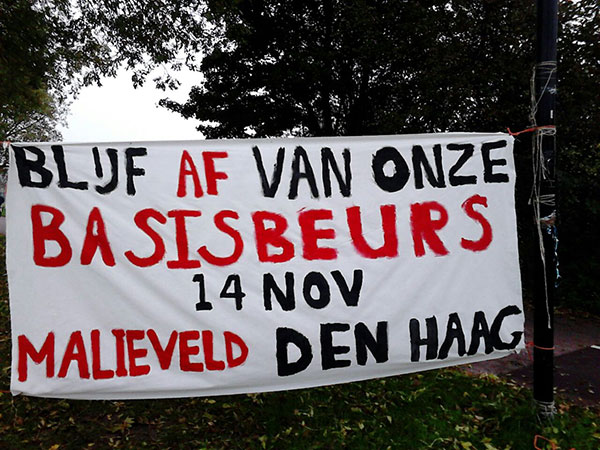 BLIJF AF VAN ONZE
BASISBEURS
14 NOV
MALIEVELD DEN HAAG